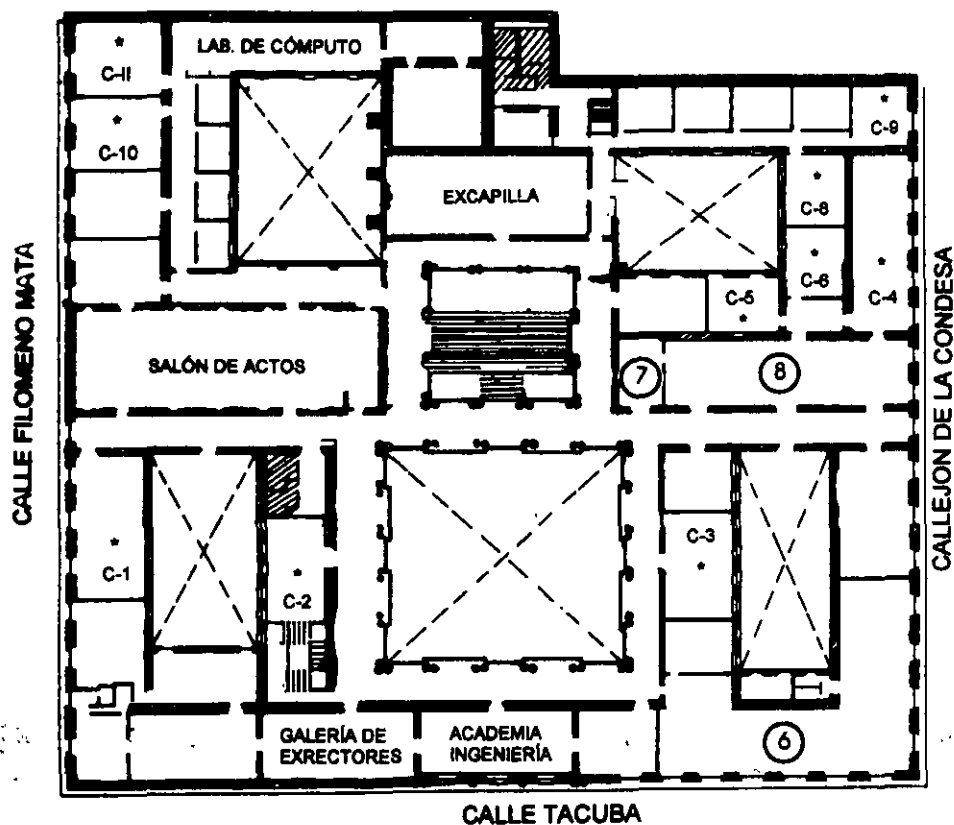 LAB. DE CÓMPUTO
*
C-11
*
C-10
*
C-9
EXCAPILLA
*
C-8
*
C-6
*
C-4
C-5
*
CALLE FILOMENO MATA
SALÓN DE ACTOS
7
8
CALLEJON DE LA CONDESA
*
C-1
*
C-2
C-3
*
GALERÍA DE
EXRECTORES
ACADEMIA
INGENIERÍA
6
CALLE TACUBA